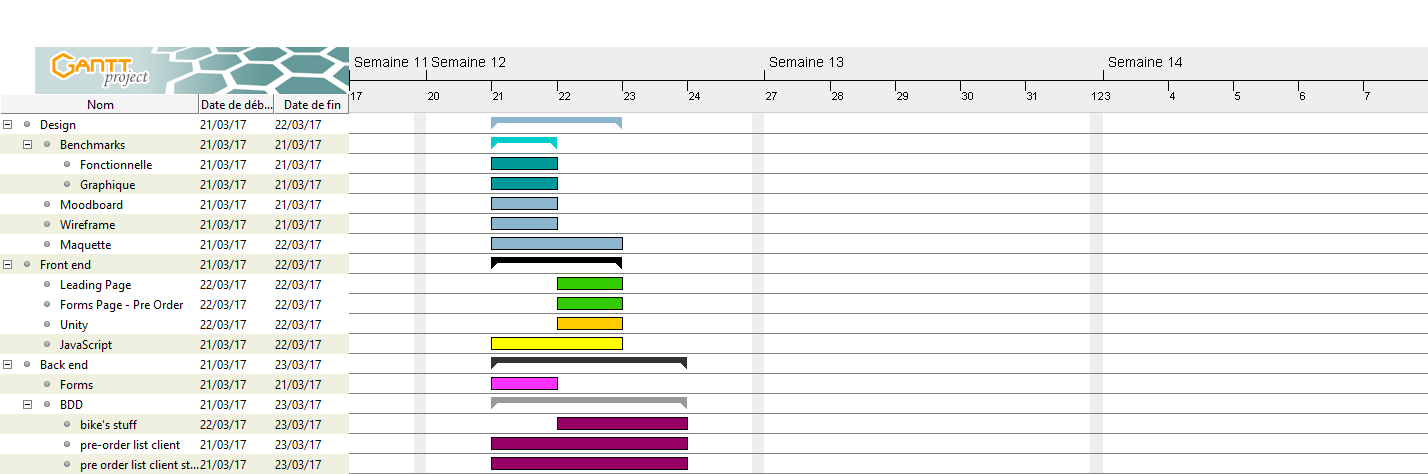 GANTT
project
Semaine 11 Semaine 12 Semaine 13 Semaine 14
17 20 21 22 23 24 27 28 29 30 31 123 4 5 6 7
Nom Date de déb... Date de fin
Design 21/03/17 22/03/17
Benchmarks 21/03/17 21/03/17
Fonctionnelle 21/03/17 21/03/17
Graphique 21/03/17 21/03/17
Moodboard 21/03/17 21/03/17
Wireframe 21/03/17 21/03/17
Maquette 21/03/17 22/03/17
Front end 21/03/17 22/03/17
Leading Page 22/03/17 22/03/17
Forms Page - Pre Order 22/03/17 22/03/17
Unity 22/03/17 22/03/17
JavaScript 21/03/17 22/03/17
Back end 21/03/17 23/03/17
Forms 21/03/17 21/03/17
BDD 21/03/17 23/03/17
bike's stuff 22/03/17 23/03/17
pre-order list client 21/03/17 23/03/17
pre order list client st... 21/03/17 23/03/17